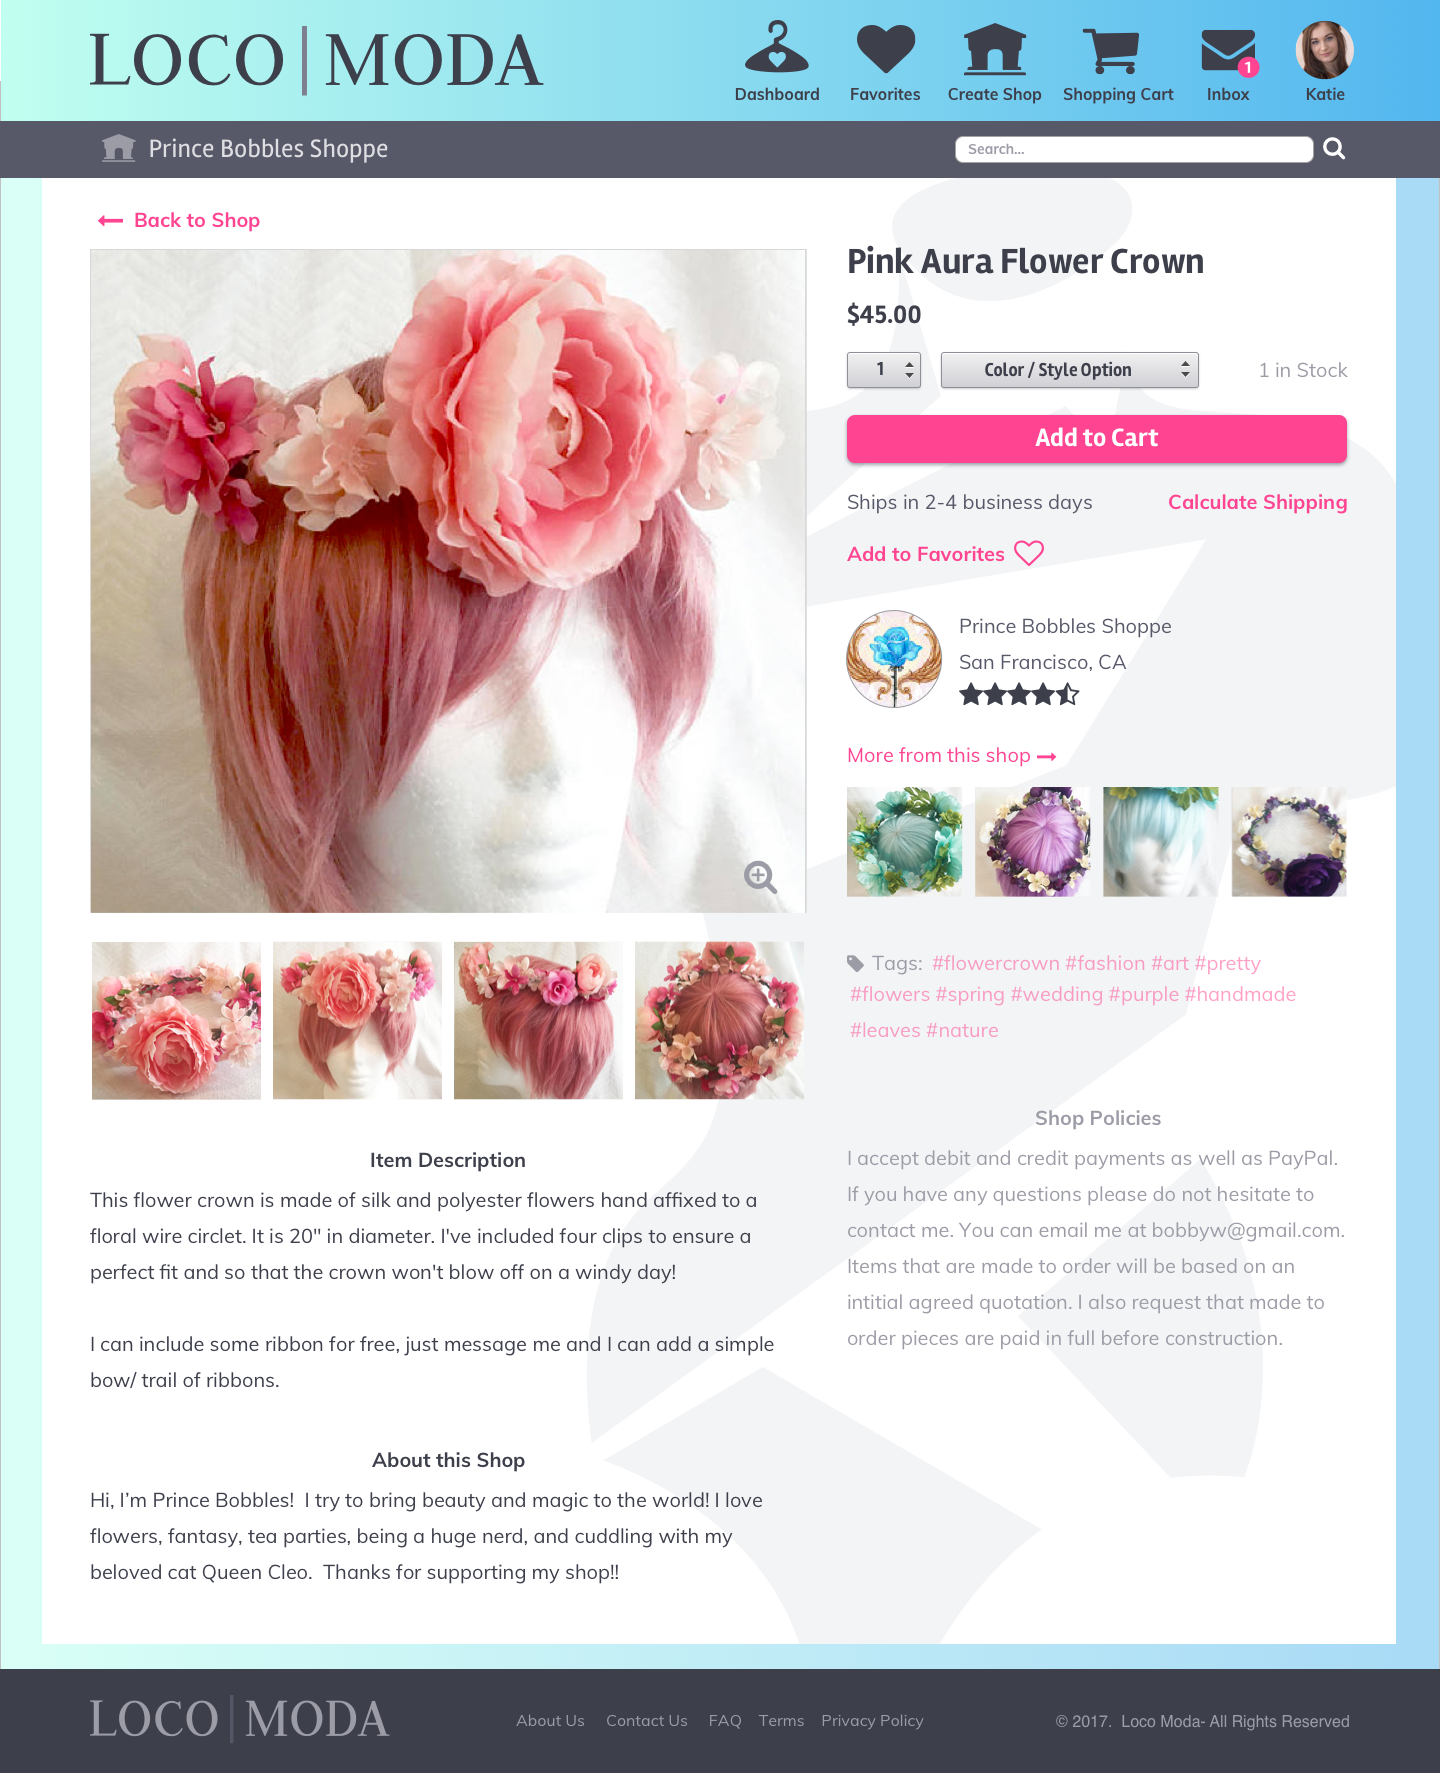 LOCO | MODA
Dashboard
Favorites
Create Shop
Shopping Cart
1
Inbox
Katie
Prince Bobbles Shoppe
Search...
Back to Shop
Pink Aura Flower Crown
$45.00
1
Color / Style Option
1 in Stock
Add to Cart
Ships in 2-4 business days
Calculate Shipping
Add to Favorites
Prince Bobbles Shoppe
San Francisco, CA
More from this shop
Tags: #flowercrown #fashion #art #pretty
#flowers #spring #wedding #purple #handmade
#leaves #nature
Item Description
This flower crown is made of silk and polyester flowers hand affixed to a
floral wire circlet. It is 20" in diameter. I've included four clips to ensure a
perfect fit and so that the crown won't blow off on a windy day!
I can include some ribbon for free, just message me and I can add a simple
bow/ trail of ribbons.
About this Shop
Hi, I’m Prince Bobbles!  I try to bring beauty and magic to the world! I love
flowers, fantasy, tea parties, being a huge nerd, and cuddling with my
beloved cat Queen Cleo.  Thanks for supporting my shop!!
Shop Policies
I accept debit and credit payments as well as PayPal.
If you have any questions please do not hesitate to
contact me. You can email me at bobbyw@gmail.com.
Items that are made to order will be based on an
intitial agreed quotation. I also request that made to
order pieces are paid in full before construction.
LOCO | MODA
About Us
Contact Us
FAQ
Terms
Privacy Policy
© 2017.  Loco Moda- All Rights Reserved